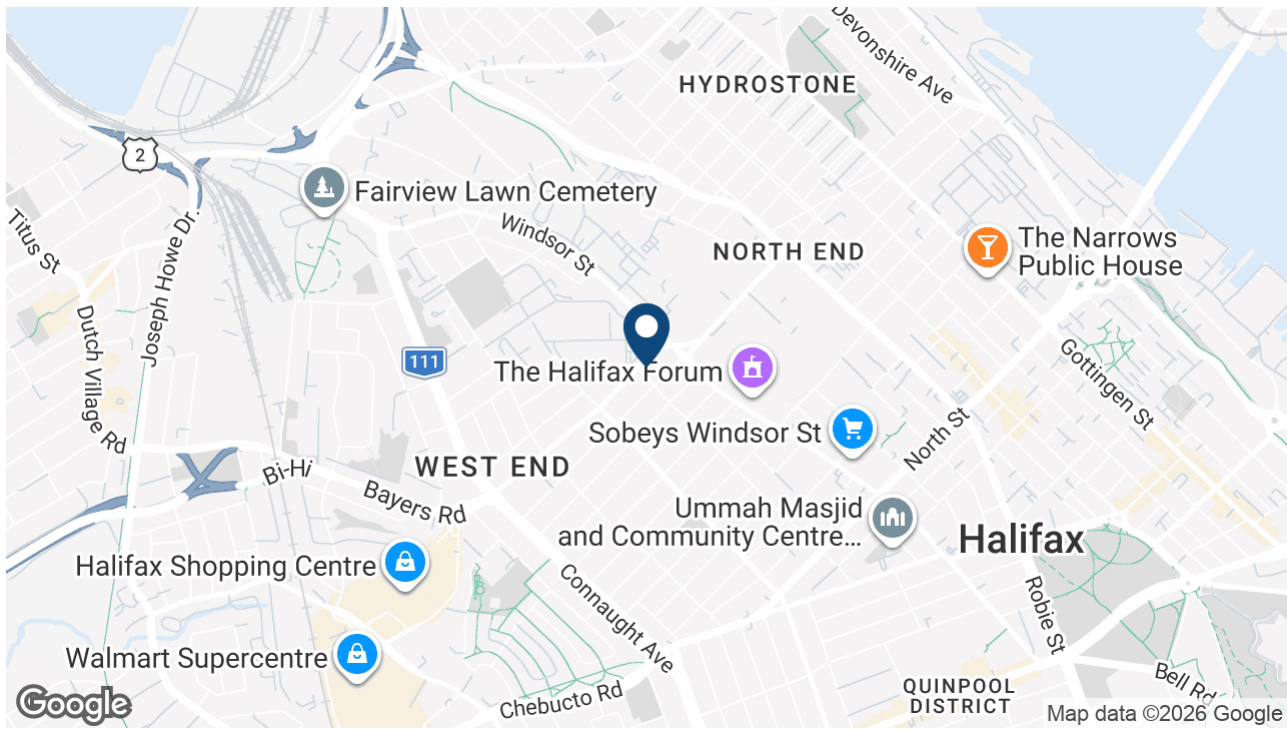 Devonshire Ave
HYDROSTONE
2
Fairview Lawn Cemetery
Titus St
Joseph Howe Dr.
Windsor St
NORTH END
The Narrows
Public House
Dutch Village Rd
111
The Halifax Forum
Gottingen St
Sobeys Windsor St
North St
WEST END
Bi-Hi
Bayers Rd
Ummah Masjid
and Community Centre...
Halifax
Halifax Shopping Centre
Connaught Ave
Robie St
Walmart Supercentre
Chebucto Rd
QUINPOOL
DISTRICT
Bell Rd
Google
Map data ©2026 Google